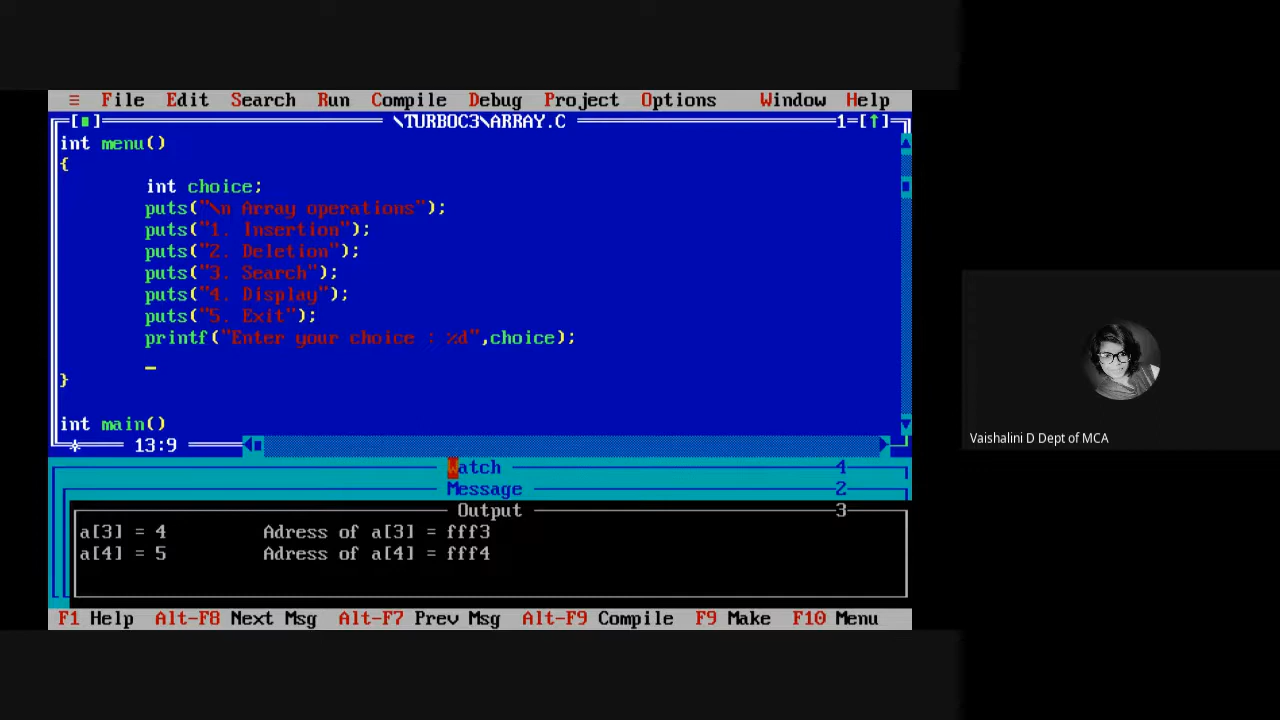 ≡ File Edit Search Run Compile Debug Project Options Window Help
[■] \TURBOC3\ARRAY.C 1=[↑]
int menu()
{
int choice;
puts("\n Array operations");
puts("1. Insertion");
puts("2. Deletion");
puts("3. Search");
puts("4. Display");
puts("5. Exit");
printf("Enter your choice : %d",choice);
}
int main()
13:9
Watch 4
Message 2
Output 3
a[3] = 4 Adress of a[3] = fff3
a[4] = 5 Adress of a[4] = fff4
F1 Help Alt-F8 Next Msg Alt-F7 Prev Msg Alt-F9 Compile F9 Make F10 Menu
Vaishalini D Dept of MCA